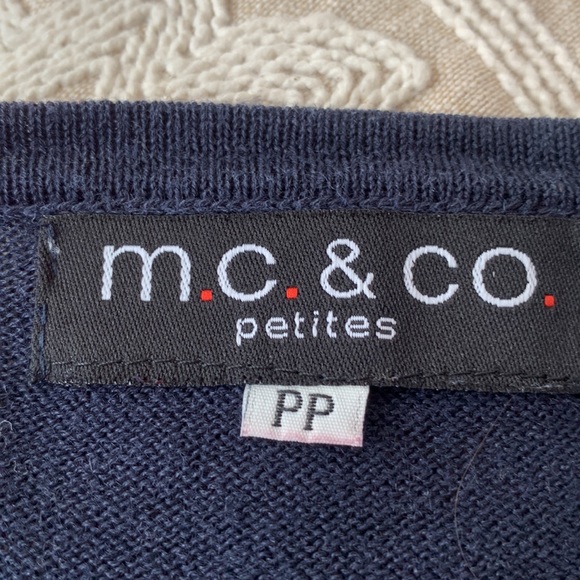 m.c. & co.
petites
PP